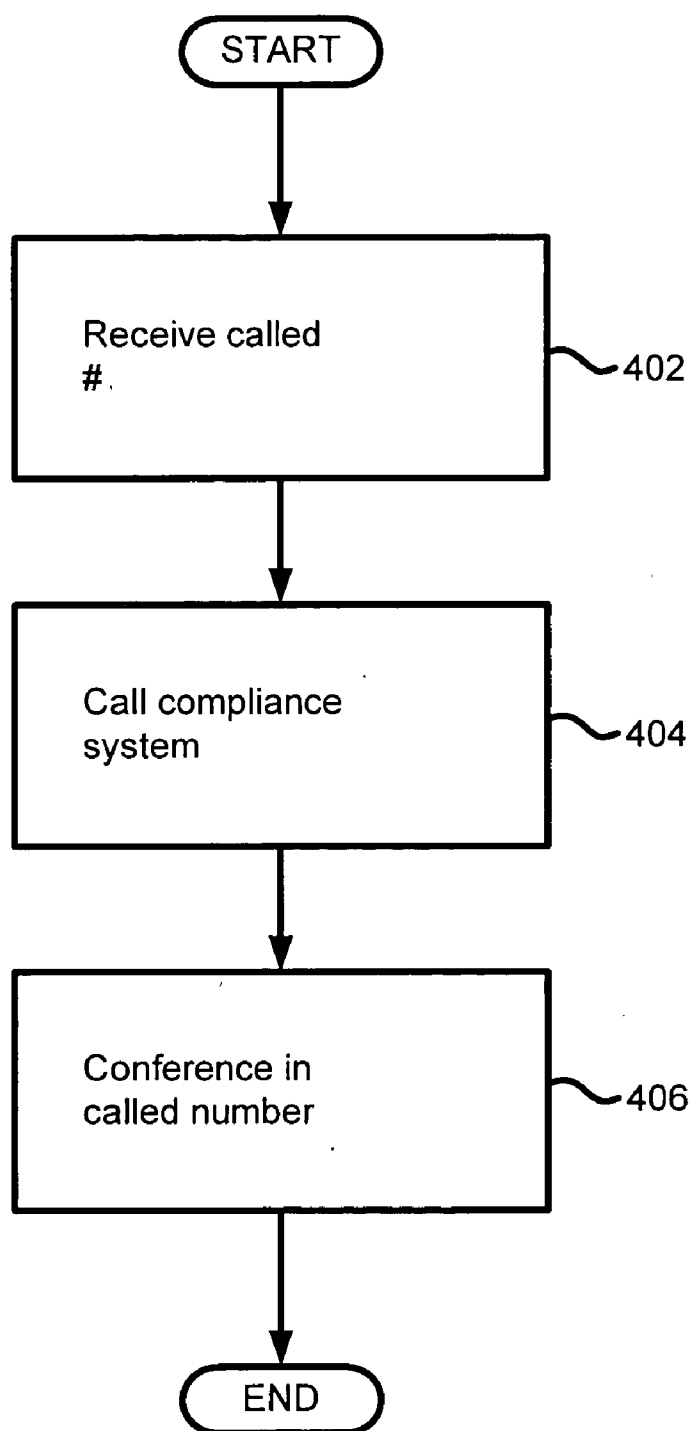 START
Receive called
#
402
Call compliance
system
404
Conference in
called number
406
END